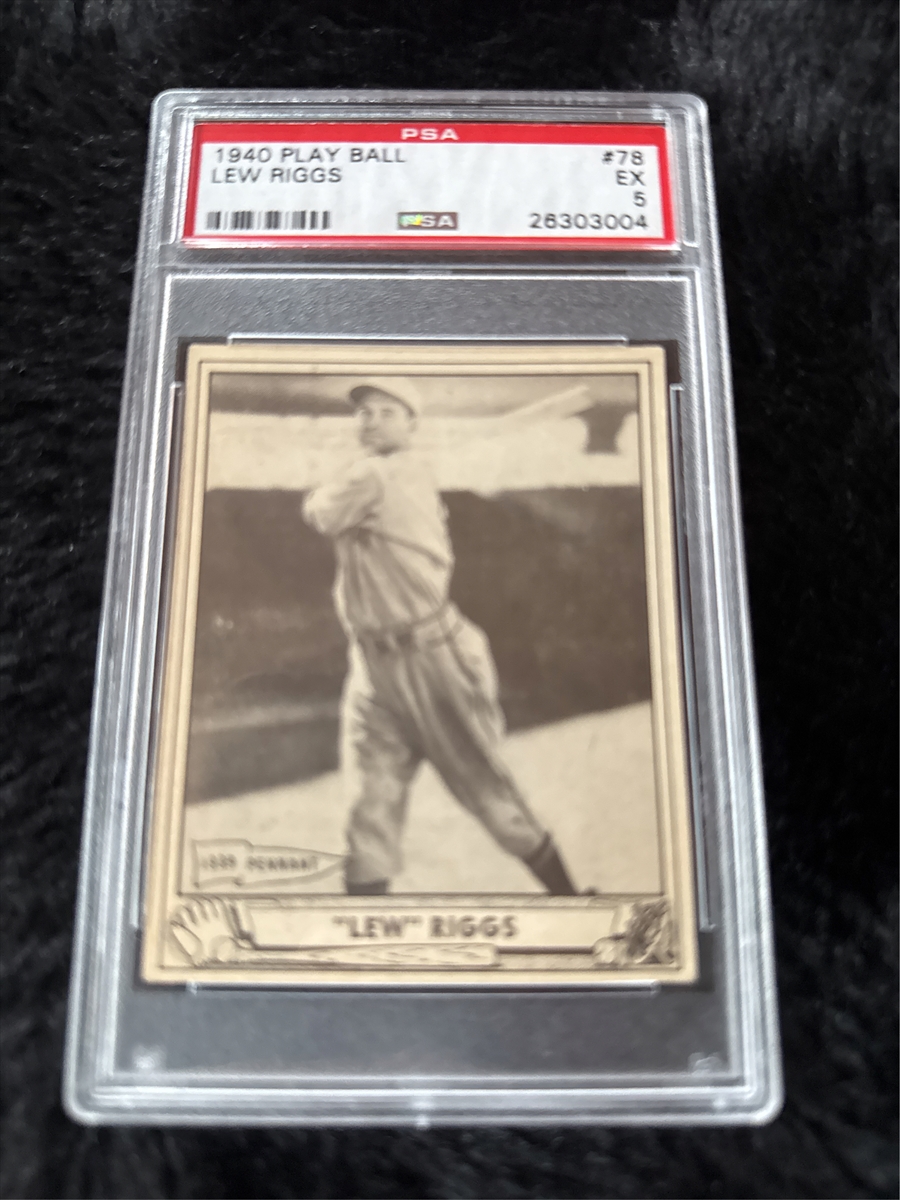 PSA
1940 PLAY BALL #78
LEW RIGGS EX
5
PSA 26303004
1939 PENNANT
"LEW" RIGGS